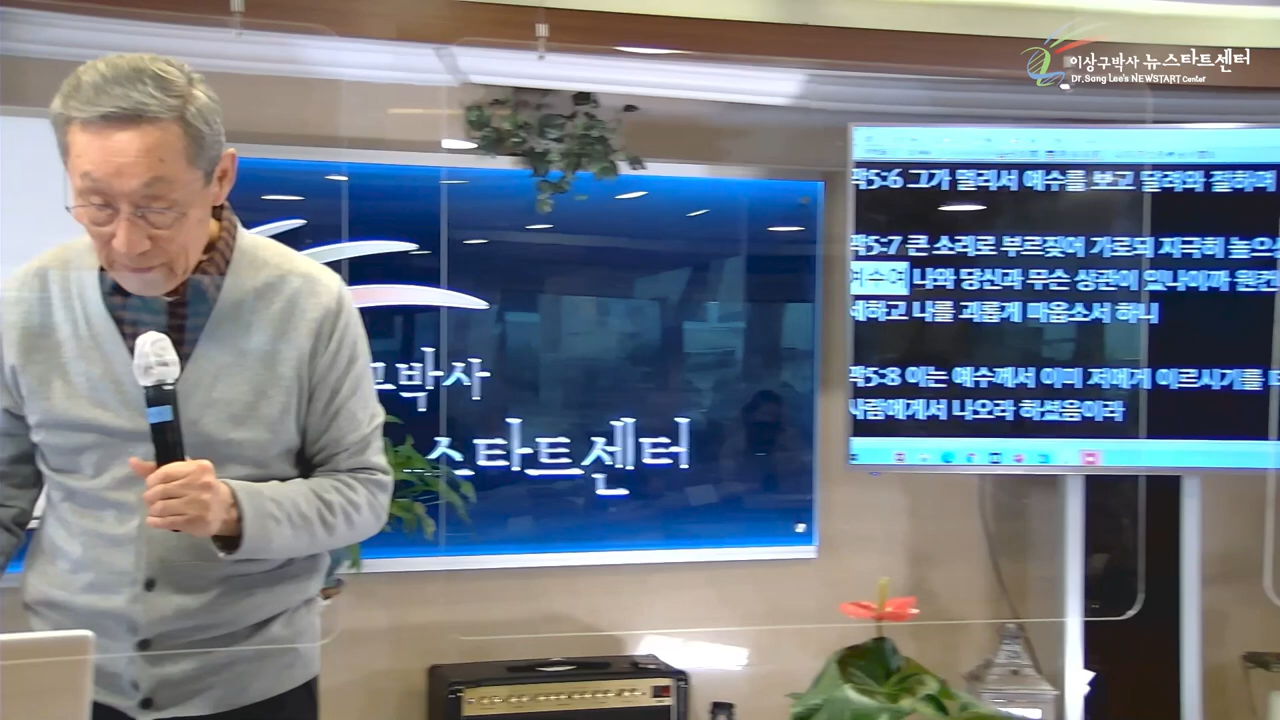 이상구박사 뉴스타트센터
Dr. Sang Lee's NEWSTART Center
막5:6 그가 멀리서 예수를 보고 달려와 절하며
막5:7 큰 소리로 부르짖어 가로되 지극히 높으신
예수여 나와 당신과 무슨 상관이 있나이까 원컨
나를 괴롭게 마옵소서 하니
막5:8 이는 예수께서 이미 저에게 이르시기를
사람에게서 나오라 하셨음이라
박사
스타트센터